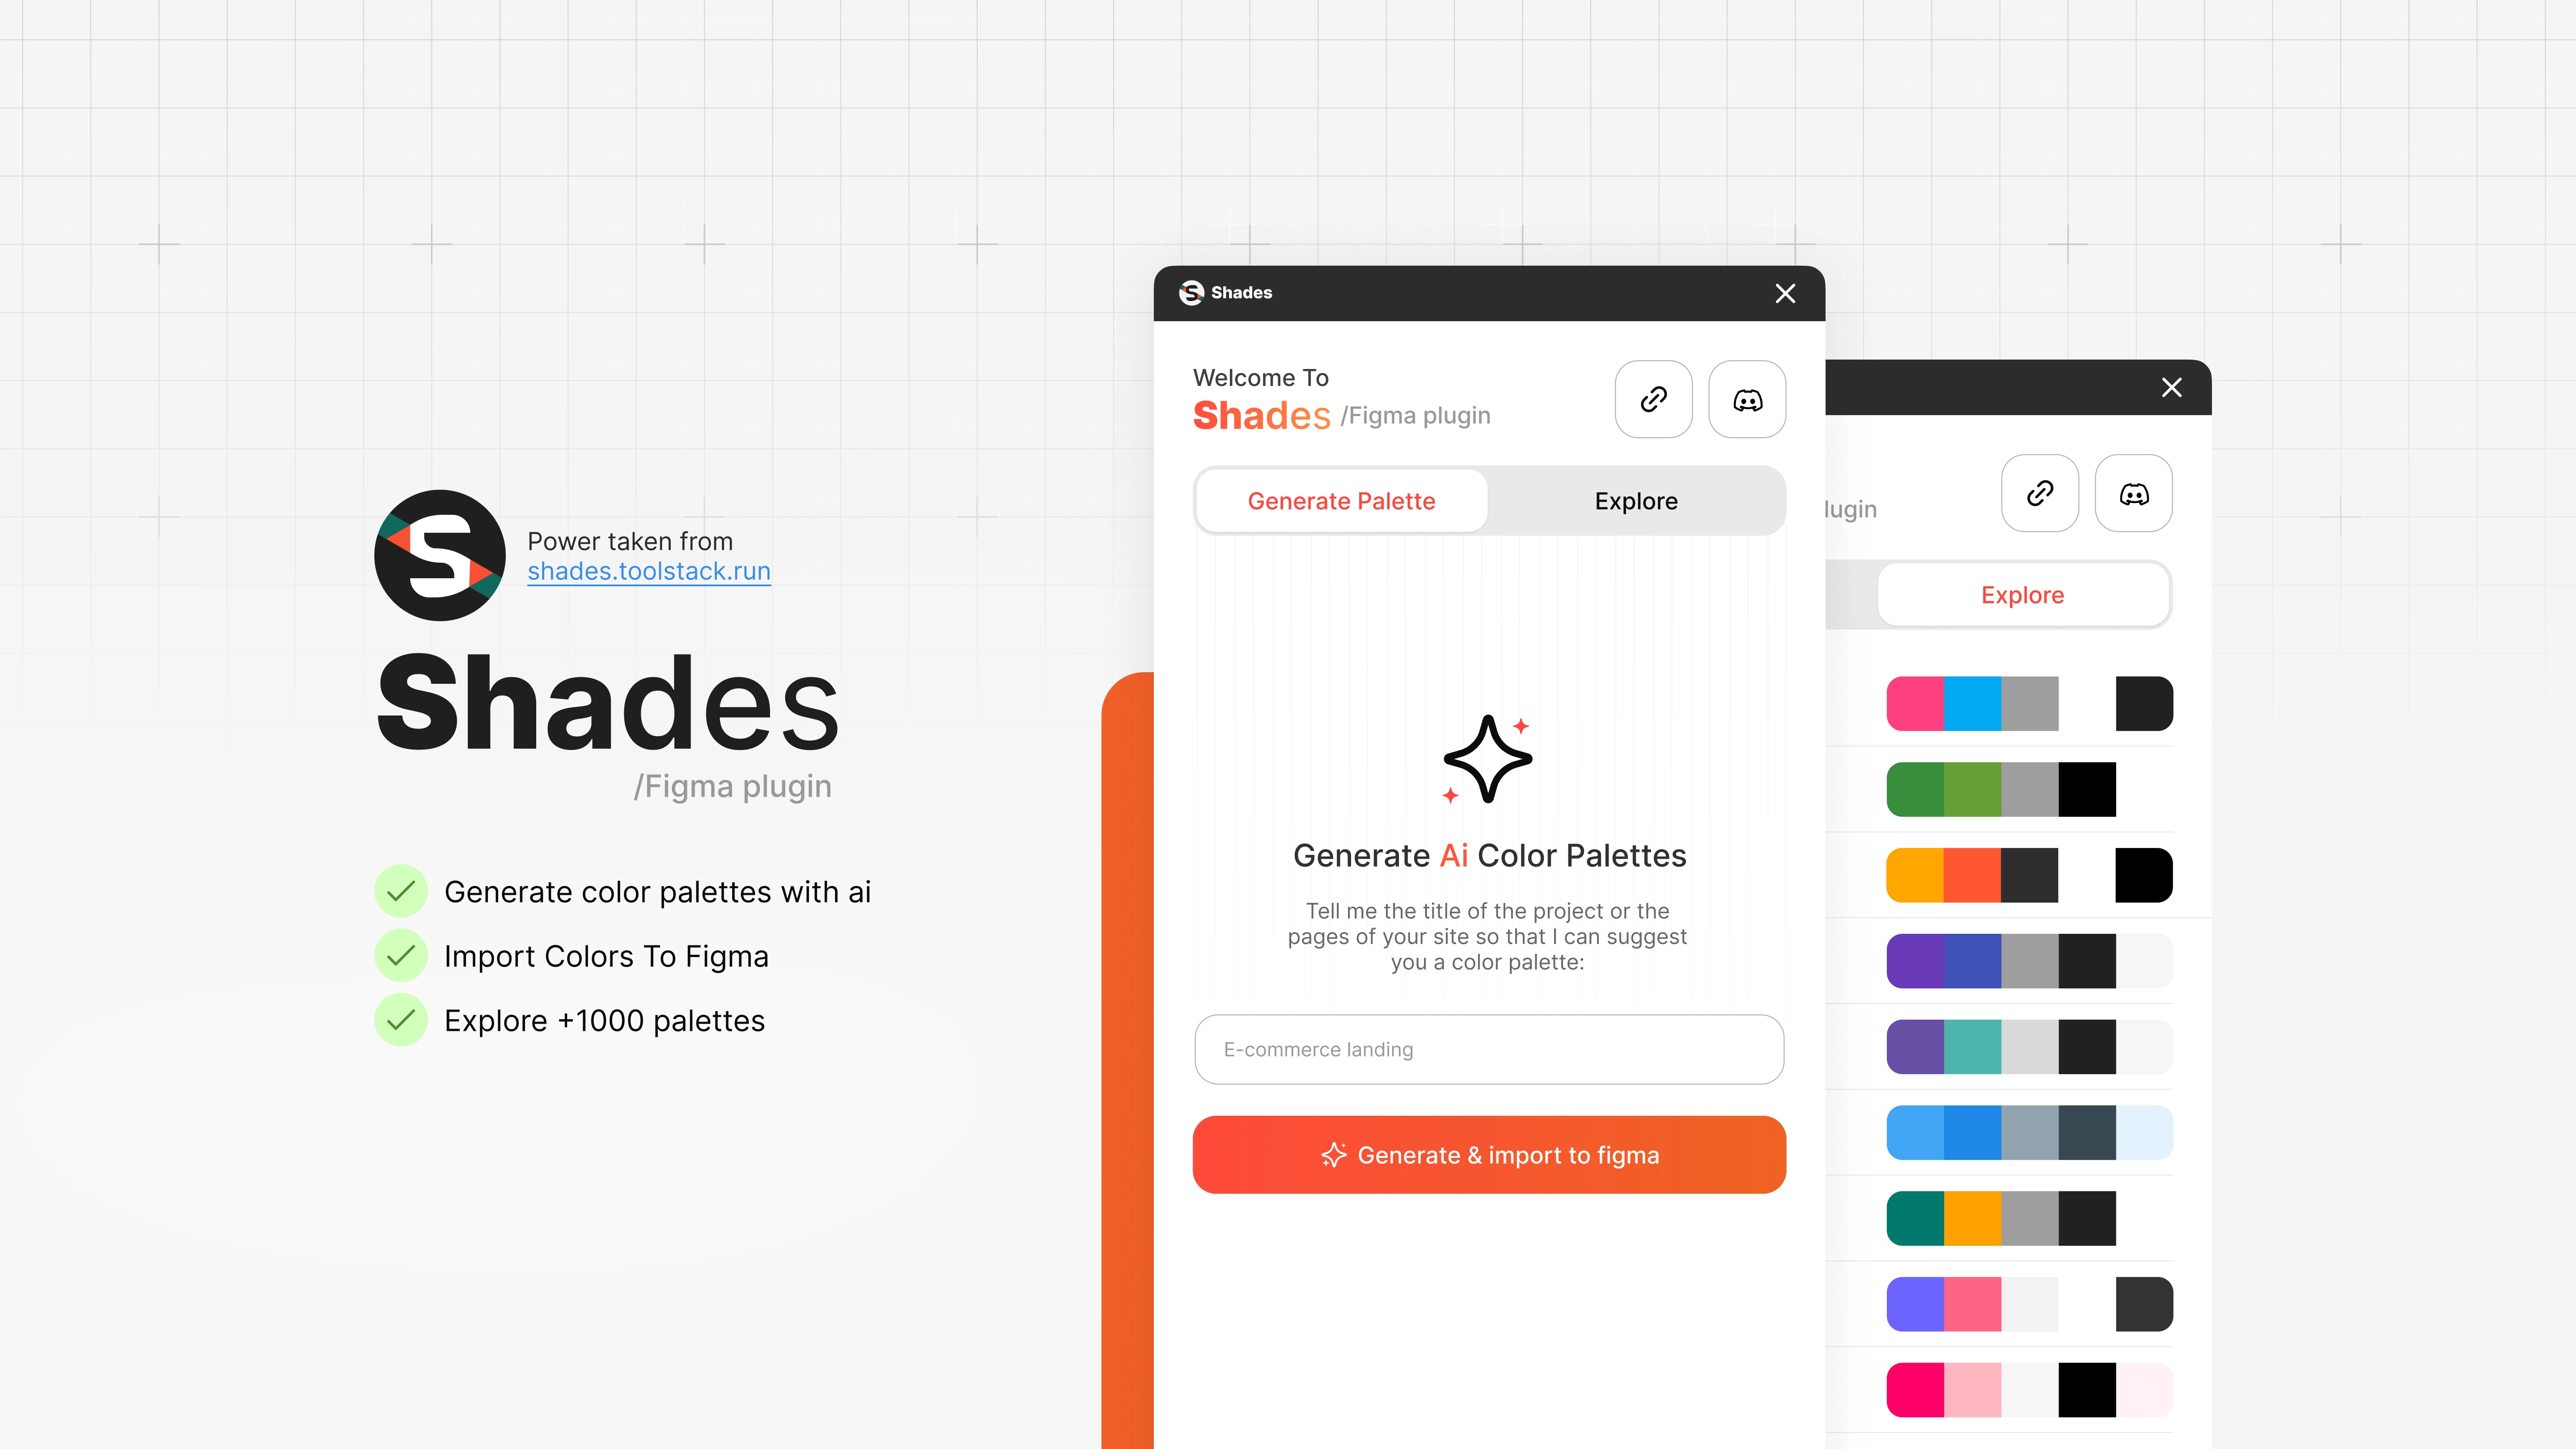 Power taken from
shades.toolstack.run
Shades
/Figma plugin
Generate color palettes with ai
Import Colors To Figma
Explore +1000 palettes
Shades
Welcome To
Shades /Figma plugin
Generate Palette
Explore
Generate Ai Color Palettes
Tell me the title of the project or the
pages of your site so that I can suggest
you a color palette:
E-commerce landing
Generate & import to figma
lugin
Explore